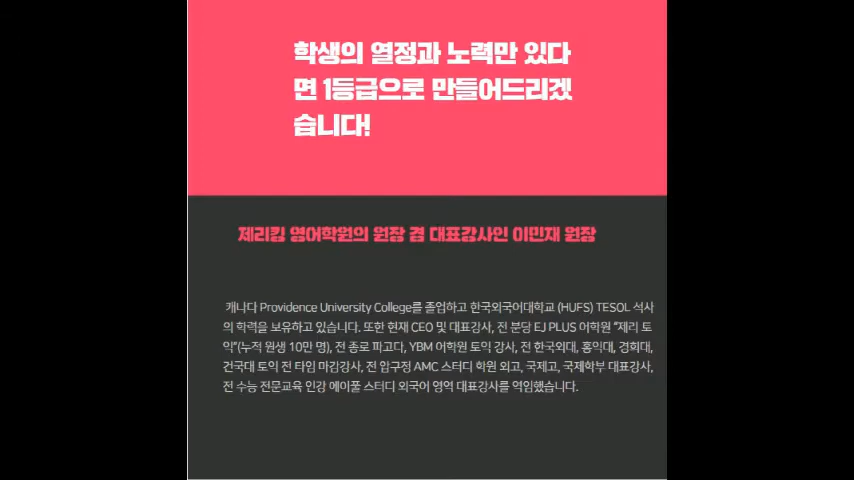 학생의 열정과 노력만 있다
면 1등급으로 만들어드리겠
습니다!
제리킴 영어학원의 원장 겸 대표강사인 이민재 원장
캐나다 Providence University College를 졸업하고 한국외국어대학교 (HUFS) TESOL 석사
의 학력을 보유하고 있습니다. 또한 현재 CEO 및 대표강사, 전 분당 EJ PLUS 어학원 "제리 토
익"(누적 원생 10만 명), 전 종로 파고다, YBM 어학원 토익 강사, 전 한국외대, 홍익대, 경희대,
건국대 토익 전 타임 마감강사, 전 압구정 AMC 스터디 학원 외고, 국제고, 국제학부 대표강사,
전 수능 전문교육 인강 에이풀 스터디 외국어 영역 대표강사를 역임했습니다.